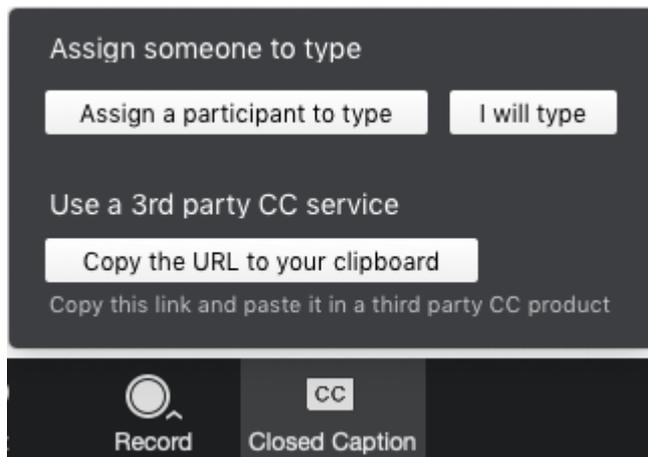 Assign someone to type
Assign a participant to type
I will type
Use a 3rd party CC service
Copy the URL to your clipboard
Copy this link and paste it in a third party CC product
CC
Record
Closed Caption